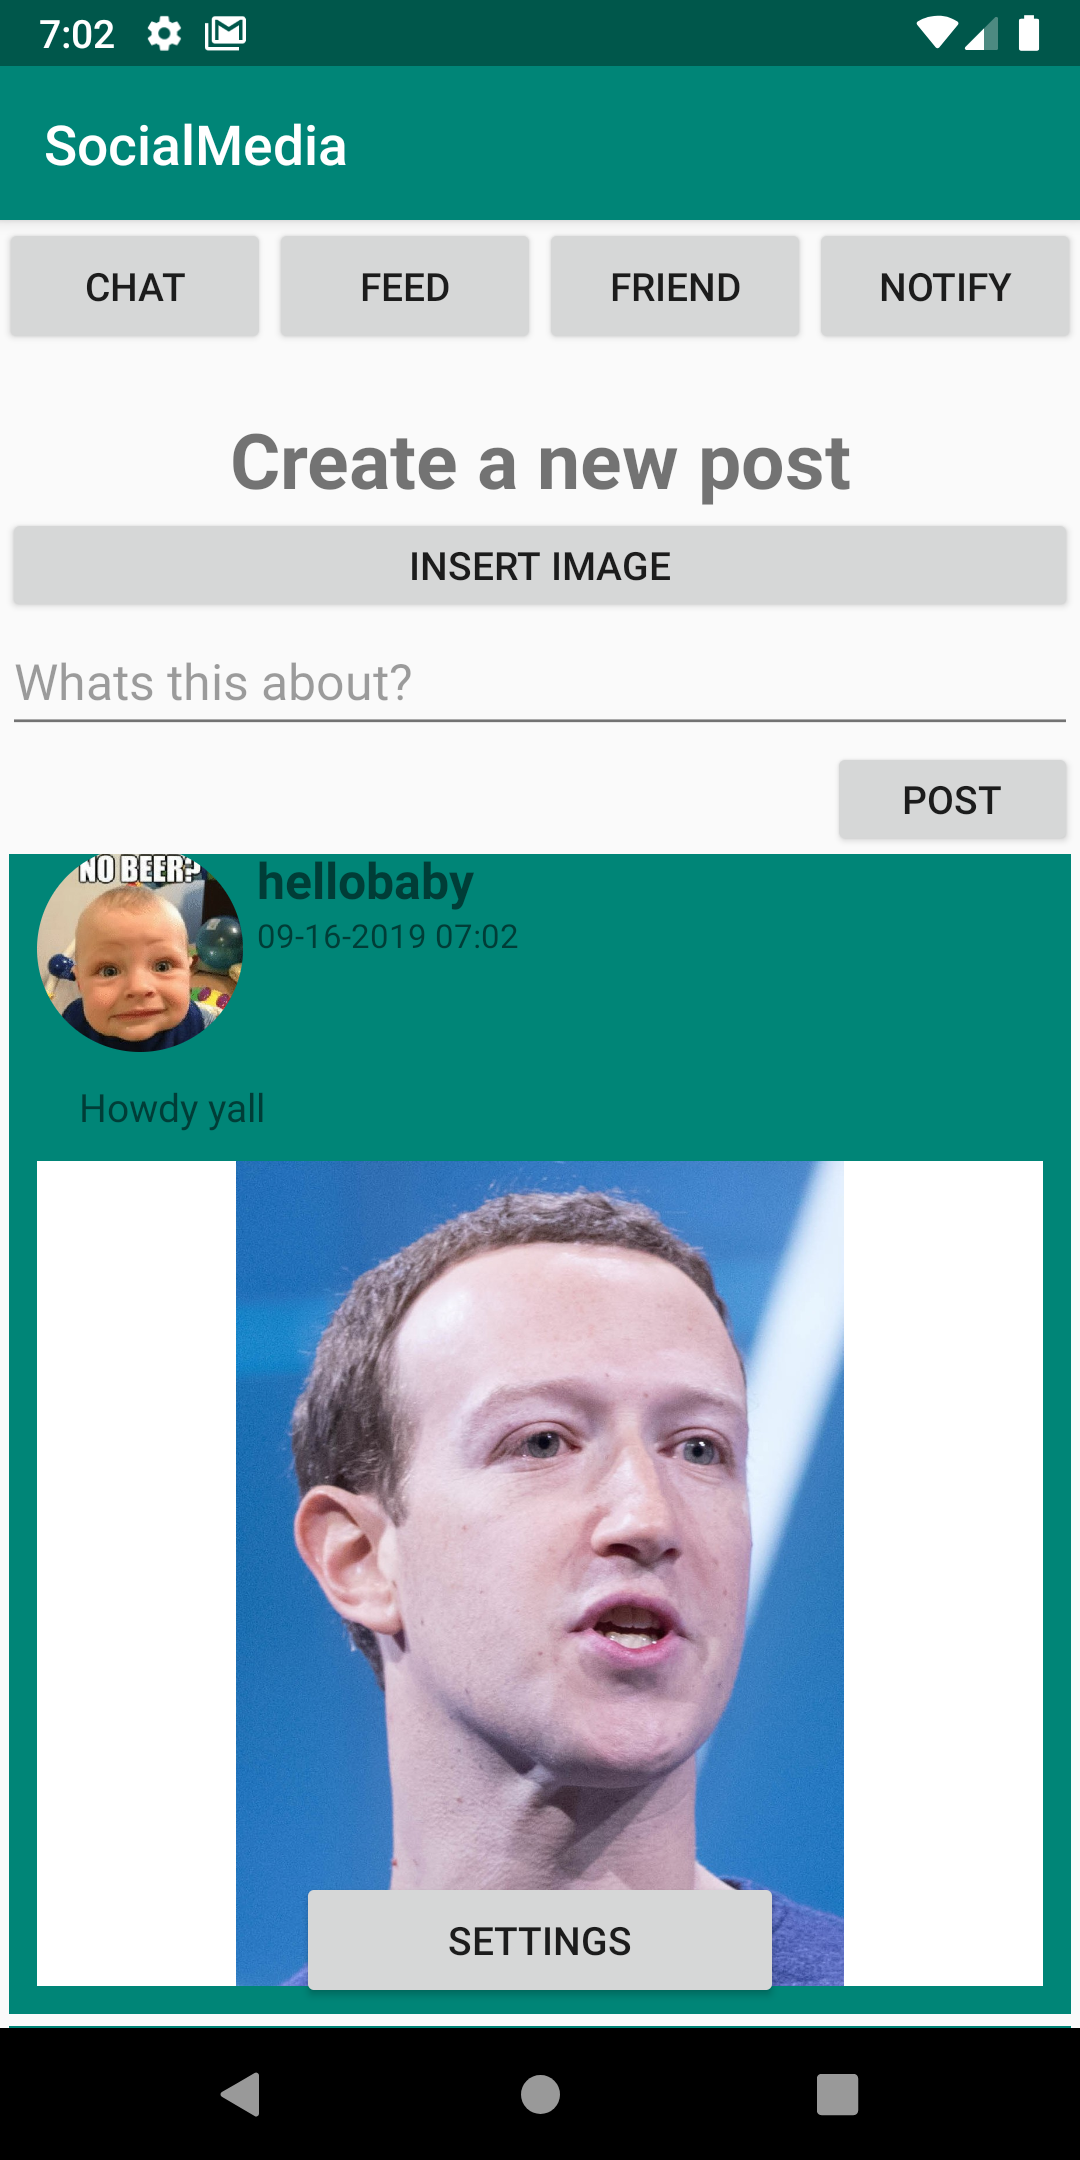 7:02
SocialMedia
CHAT FEED FRIEND NOTIFY
Create a new post
INSERT IMAGE
Whats this about?
POST
NO BEER?
hellobaby
09-16-2019 07:02
Howdy yall
SETTINGS